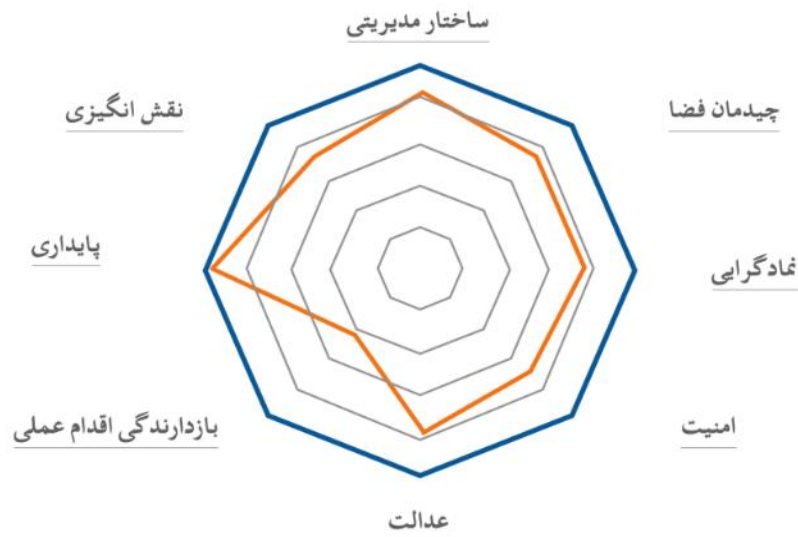 ساختار مدیریتی
چیدمان فضا
نقش انگیزی
نمادگرایی
پایداری
امنیت
بازدارندگی اقدام عملی
عدالت